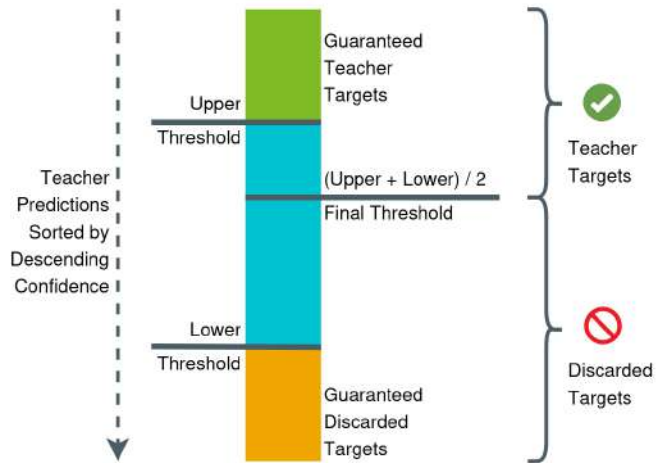 Guaranteed
Teacher
Targets
Upper
Threshold
Teacher
Targets
Teacher
Predictions
Sorted by
Descending
Confidence
(Upper + Lower) / 2
Final Threshold
Lower
Threshold
Discarded
Targets
Guaranteed
Discarded
Targets